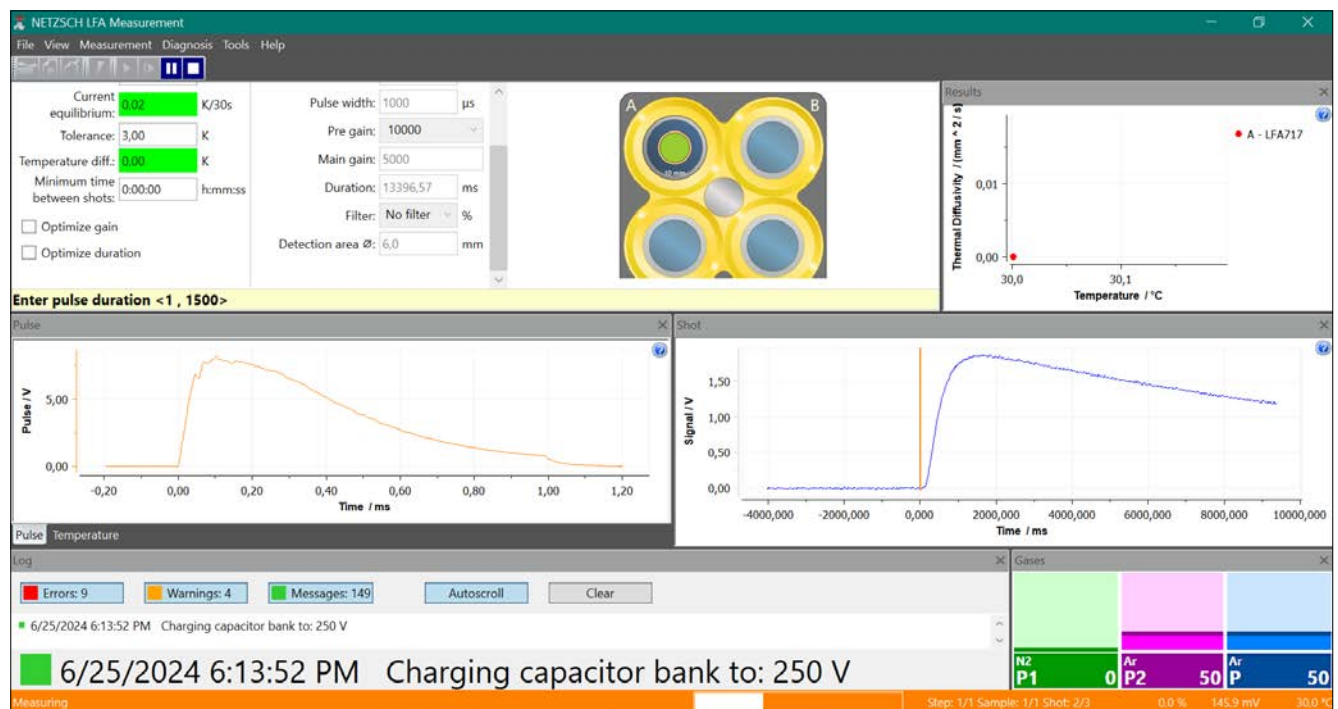 NETZSCH LFA Measurement
File View Measurement Diagnosis Tools Help
Current equilibrium: 0.02 K/30s
Tolerance: 3,00 K
Temperature diff.: 0.00 K
Minimum time between shots: 0:00:00 h:mm:ss
Optimize gain
Optimize duration
Pulse width: 1000 µs
Pre gain: 10000
Main gain: 5000
Duration: 13396,57 ms
Filter: No filter %
Detection area Ø: 6,0 mm
A B
10 mm
Enter pulse duration <1 , 1500>
Results
Thermal Diffusivity / (mm ^ 2 / s)
0,01
0,00
30,0 30,1
Temperature / °C
A - LFA717
Pulse
Pulse / V
5,00
0,00
-0,20 0,00 0,20 0,40 0,60 0,80 1,00 1,20
Time / ms
Pulse Temperature
Shot
Signal / V
1,50
1,00
0,50
0,00
-4000,000 -2000,000 0,000 2000,000 4000,000 6000,000 8000,000 10000,000
Time / ms
Log
Errors: 9 Warnings: 4 Messages: 149 Autoscroll Clear
6/25/2024 6:13:52 PM Charging capacitor bank to: 250 V
6/25/2024 6:13:52 PM Charging capacitor bank to: 250 V
Gases
N2 Ar Ar
P1 0 P2 50 P 50
Measuring Step: 1/1 Sample: 1/1 Shot: 2/3 0.0 % 145.9 mV 30.0 °C